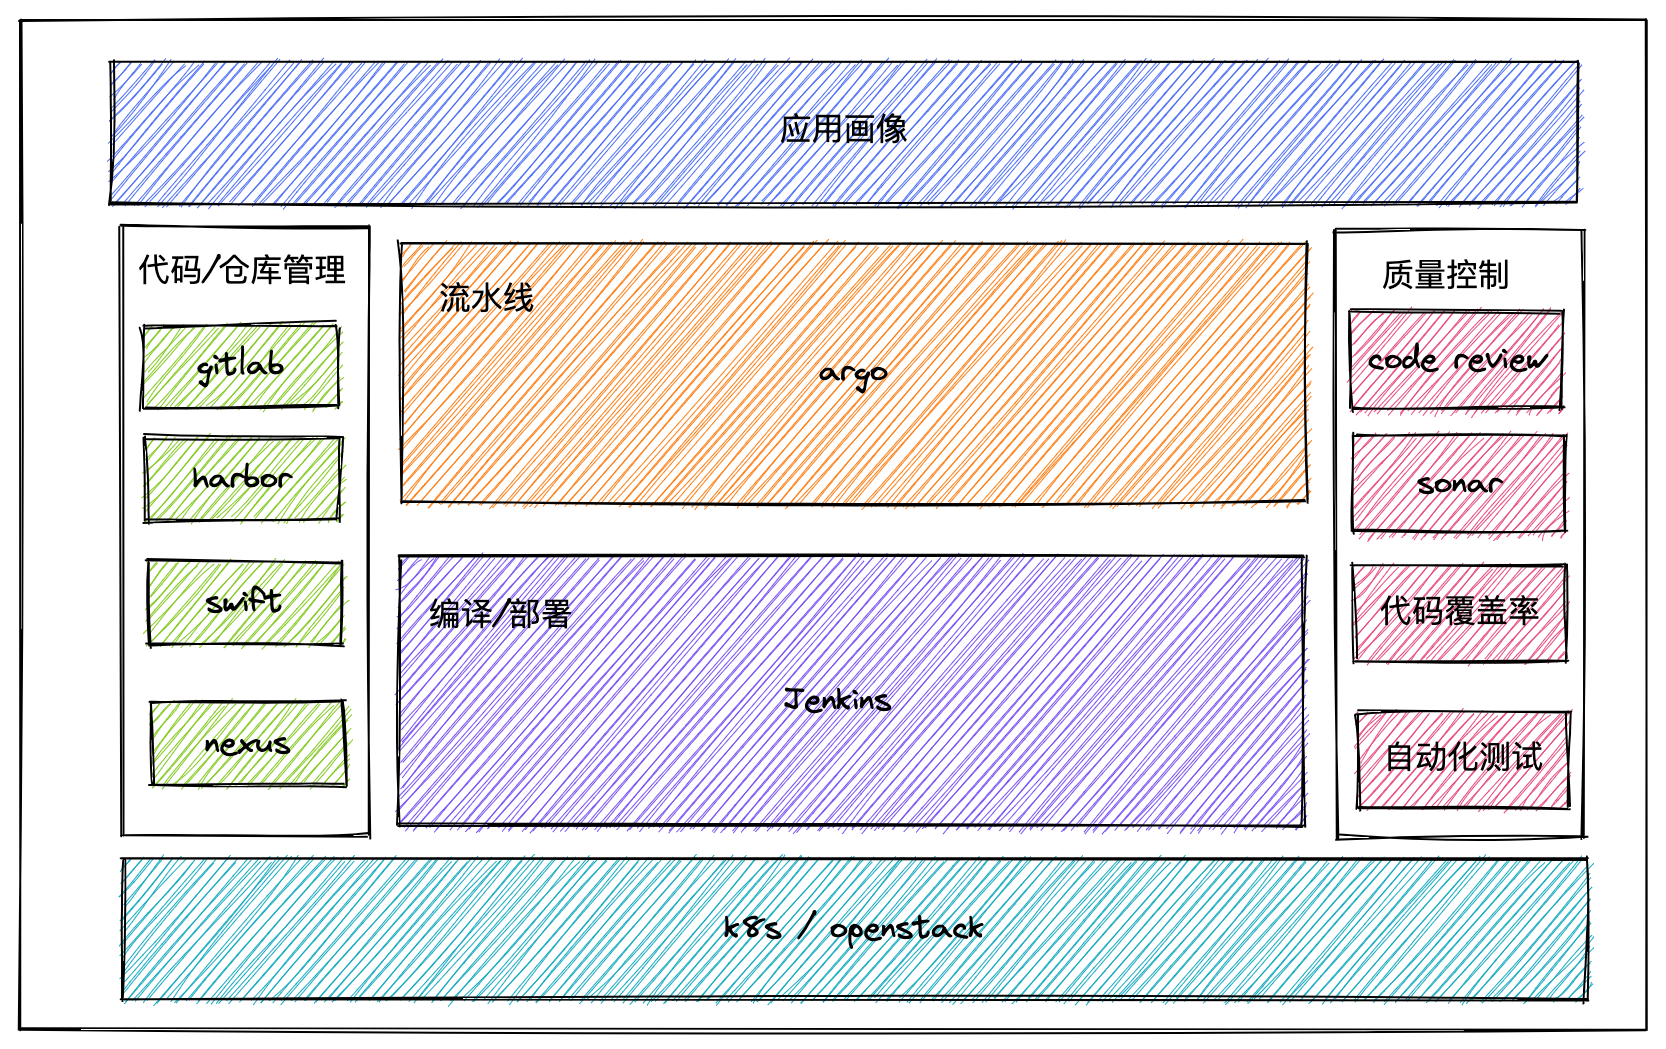 应用画像
代码/仓库管理
gitlab
harbor
swift
nexus
流水线
argo
编译/部署
Jenkins
质量控制
code review
sonar
代码覆盖率
自动化测试
k8s / openstack